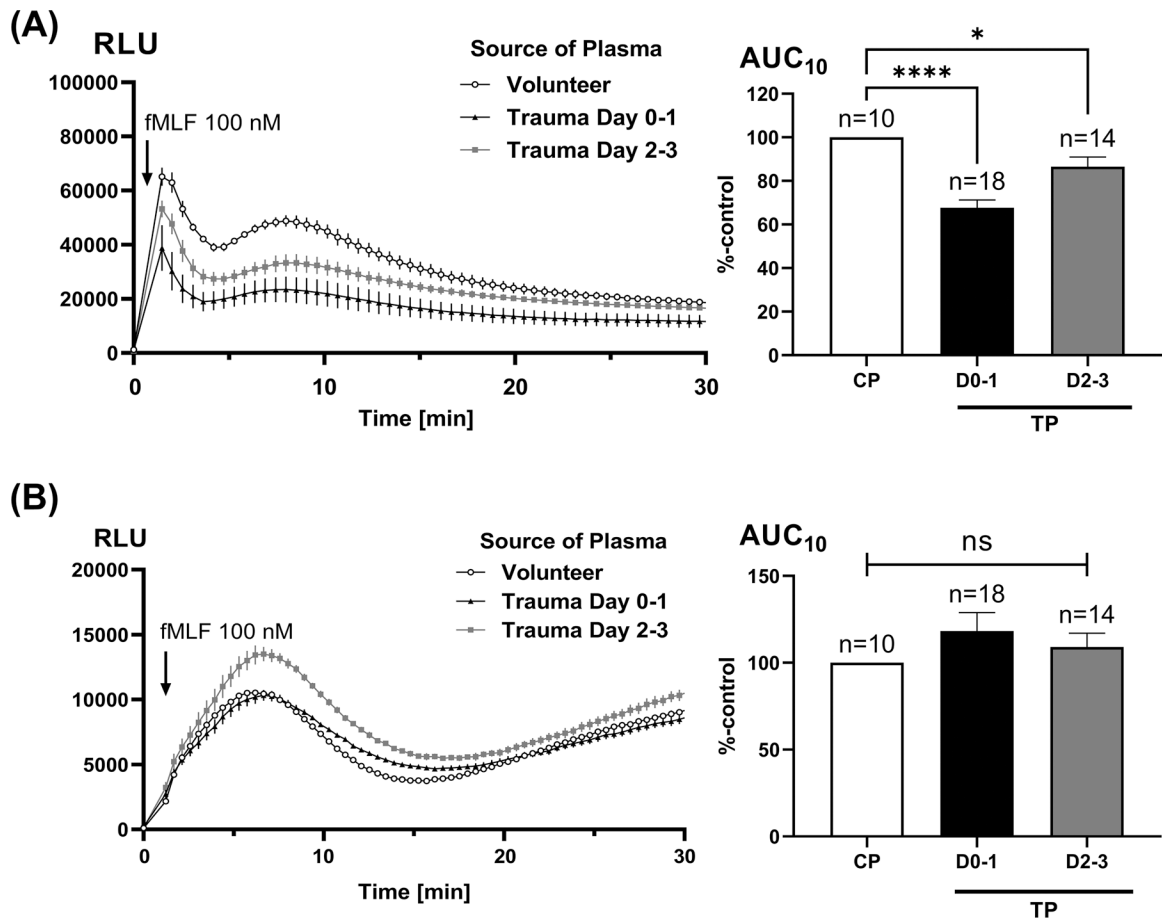 (A)
RLU
Source of Plasma
Volunteer
Trauma Day 0-1
Trauma Day 2-3
100000
80000
60000
40000
20000
0
fMLF 100 nM
0 10 20 30
Time [min]
AUC10
*
****
120
100
80
60
40
20
0
%-control
n=10
n=18
n=14
CP D0-1 D2-3
TP
(B)
RLU
Source of Plasma
Volunteer
Trauma Day 0-1
Trauma Day 2-3
20000
15000
10000
5000
0
fMLF 100 nM
0 10 20 30
Time [min]
AUC10
ns
150
100
50
0
%-control
n=10
n=18
n=14
CP D0-1 D2-3
TP